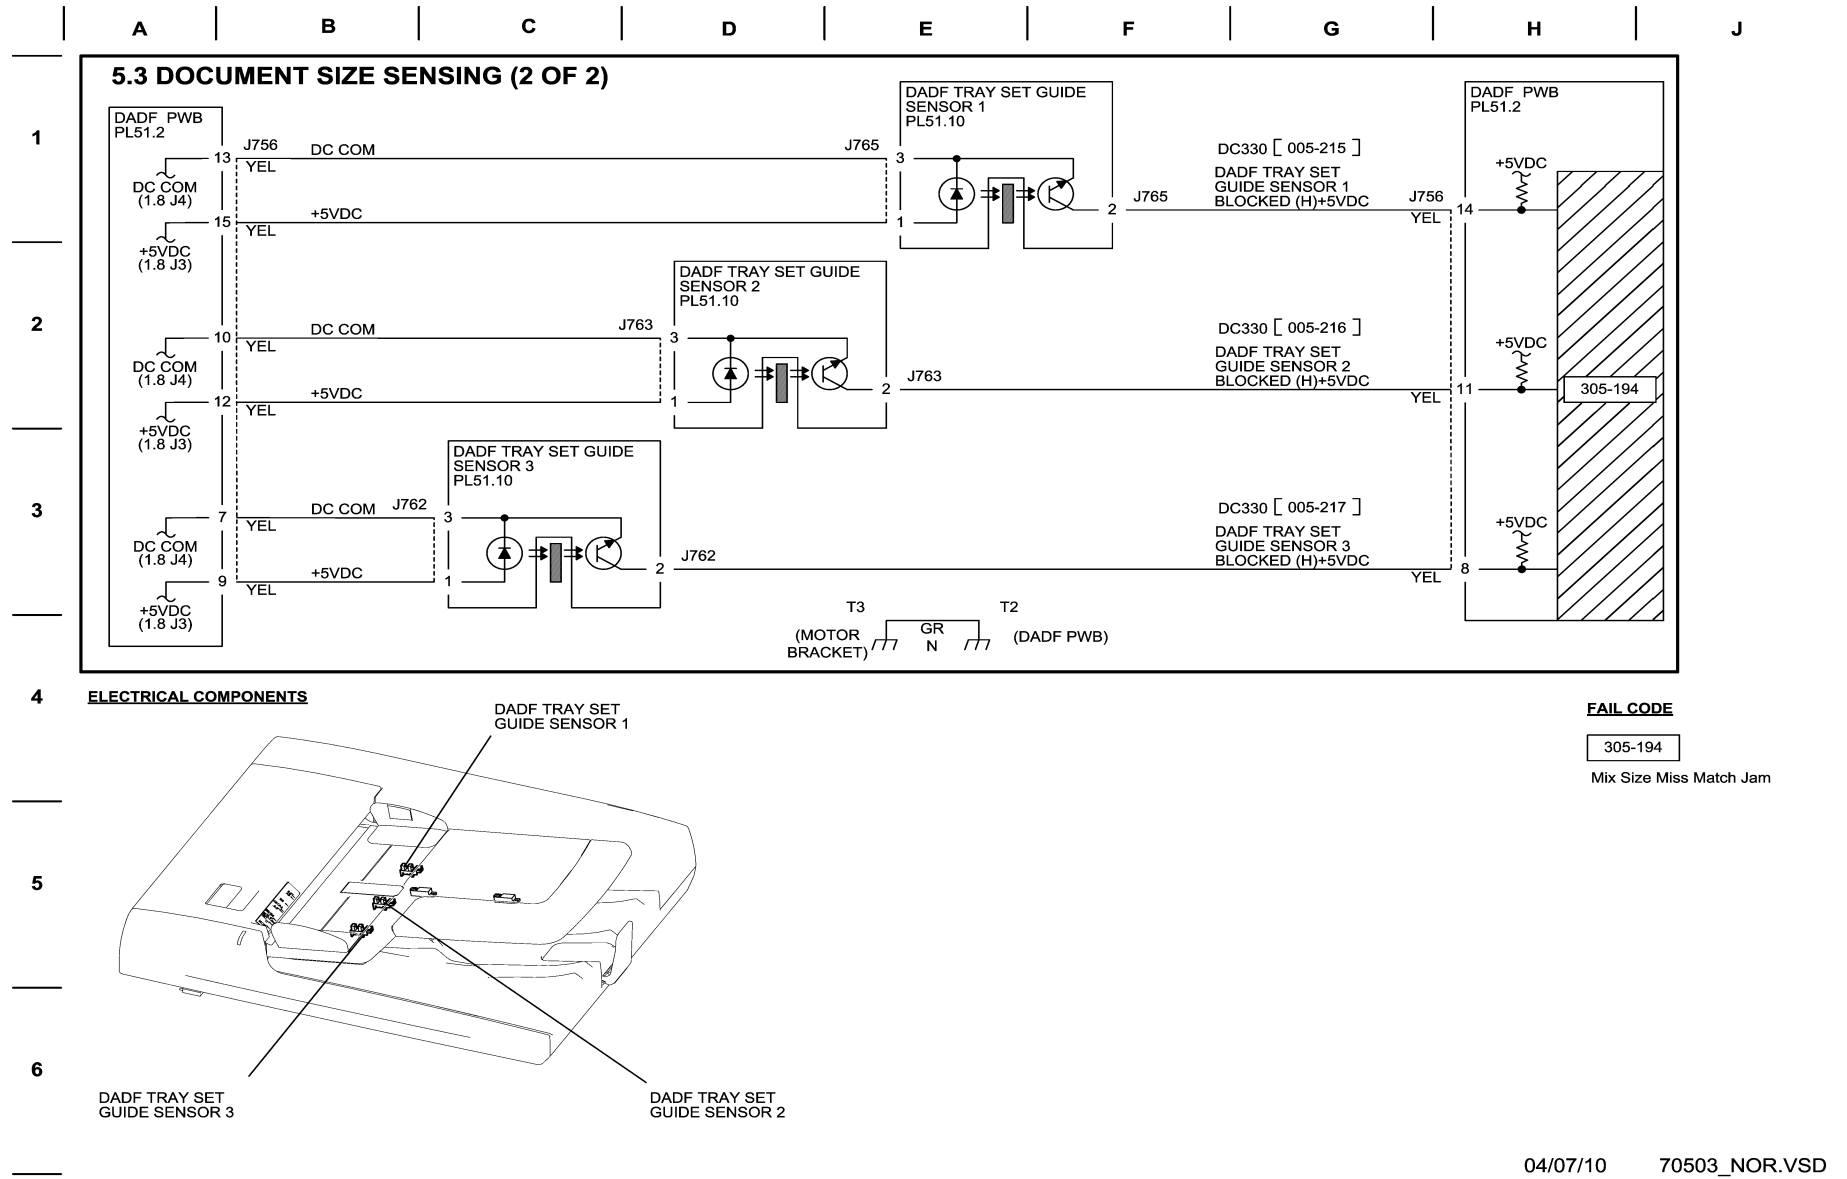 A B C D E F G H J
5.3 DOCUMENT SIZE SENSING (2 OF 2)
1
DADF PWB
PL51.2
13
J756
DC COM
YEL
DC COM
(1.8 J4)
15
+5VDC
YEL
+5VDC
(1.8 J3)
J765
3
1
DADF TRAY SET GUIDE
SENSOR 1
PL51.10
2
J765
DC330 [ 005-215 ]
DADF TRAY SET
GUIDE SENSOR 1
BLOCKED (H)+5VDC
J756
YEL
14
DADF PWB
PL51.2
+5VDC
2
10
DC COM
YEL
DC COM
(1.8 J4)
12
+5VDC
YEL
+5VDC
(1.8 J3)
J763
3
1
DADF TRAY SET GUIDE
SENSOR 2
PL51.10
2
J763
DC330 [ 005-216 ]
DADF TRAY SET
GUIDE SENSOR 2
BLOCKED (H)+5VDC
YEL
11
+5VDC
305-194
3
7
DC COM
YEL
DC COM
(1.8 J4)
9
+5VDC
YEL
+5VDC
(1.8 J3)
J762
3
1
DADF TRAY SET GUIDE
SENSOR 3
PL51.10
2
J762
DC330 [ 005-217 ]
DADF TRAY SET
GUIDE SENSOR 3
BLOCKED (H)+5VDC
YEL
8
+5VDC
T3
(MOTOR
BRACKET)
GR
N
T2
(DADF PWB)
4
ELECTRICAL COMPONENTS
DADF TRAY SET
GUIDE SENSOR 1
FAIL CODE
305-194
Mix Size Miss Match Jam
5
6
DADF TRAY SET
GUIDE SENSOR 3
DADF TRAY SET
GUIDE SENSOR 2
04/07/10
70503_NOR.VSD